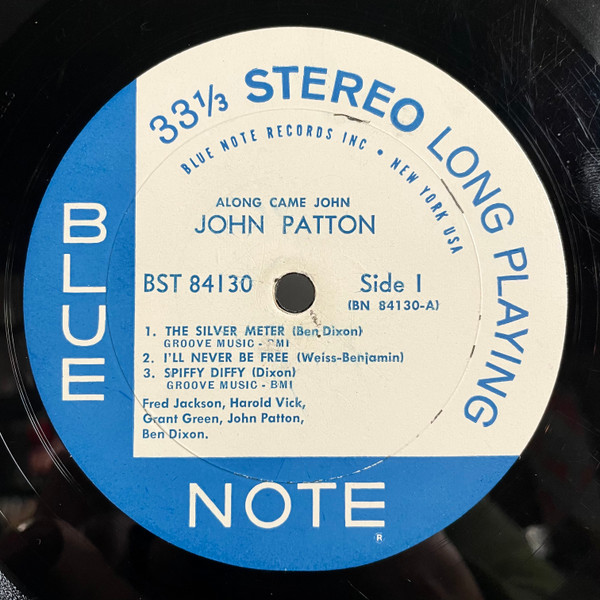 33⅓ STEREO LONG PLAYING
BLUE NOTE RECORDS INC • NEW YORK USA
ALONG CAME JOHN
JOHN PATTON
BST 84130
Side 1
(BN 84130-A)
1. THE SILVER METER (Ben Dixon)
GROOVE MUSIC - BMI
2. I'LL NEVER BE FREE (Weiss-Benjamin)
3. SPIFFY DIFFY (Dixon)
GROOVE MUSIC - BMI
Fred Jackson, Harold Vick,
Grant Green, John Patton,
Ben Dixon.
BLUE
NOTE
®